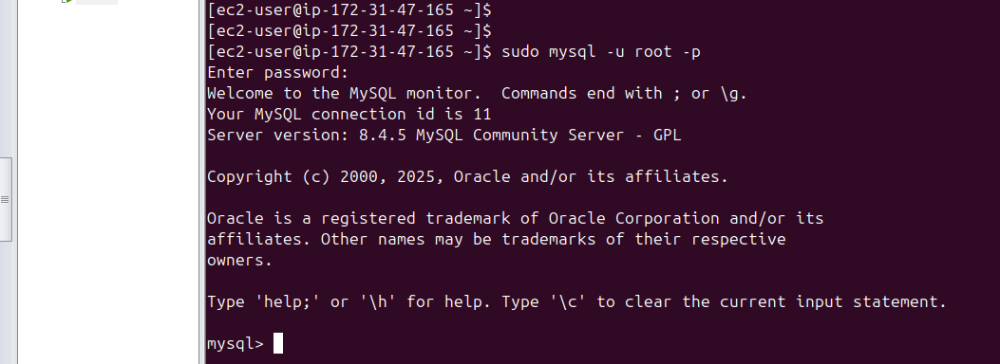 [ec2-user@ip-172-31-47-165 ~]$
[ec2-user@ip-172-31-47-165 ~]$
[ec2-user@ip-172-31-47-165 ~]$ sudo mysql -u root -p
Enter password:
Welcome to the MySQL monitor.  Commands end with ; or \g.
Your MySQL connection id is 11
Server version: 8.4.5 MySQL Community Server - GPL
Copyright (c) 2000, 2025, Oracle and/or its affiliates.
Oracle is a registered trademark of Oracle Corporation and/or its
affiliates. Other names may be trademarks of their respective
owners.
Type 'help;' or '\h' for help. Type '\c' to clear the current input statement.
mysql>